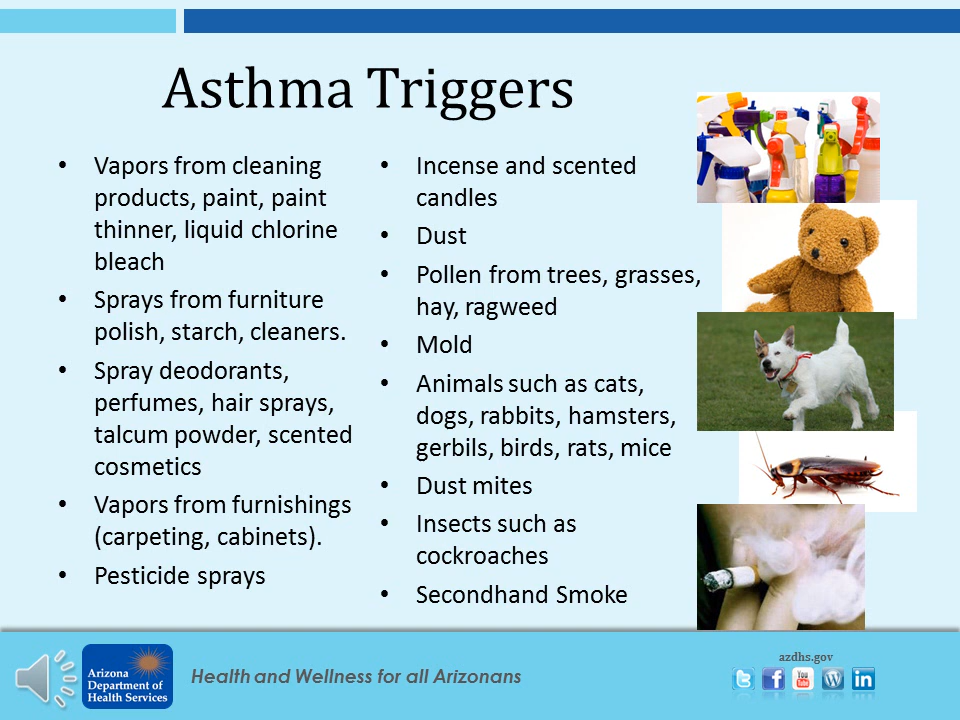 Asthma Triggers
• Vapors from cleaning
products, paint, paint
thinner, liquid chlorine
bleach
• Sprays from furniture
polish, starch, cleaners.
• Spray deodorants,
perfumes, hair sprays,
talcum powder, scented
cosmetics
• Vapors from furnishings
(carpeting, cabinets).
• Pesticide sprays
• Incense and scented
candles
• Dust
• Pollen from trees, grasses,
hay, ragweed
• Mold
• Animals such as cats,
dogs, rabbits, hamsters,
gerbils, birds, rats, mice
• Dust mites
• Insects such as
cockroaches
• Secondhand Smoke
Arizona
Department of
Health Services
Health and Wellness for all Arizonans
azdhs.gov
f
You
Tube
W
in